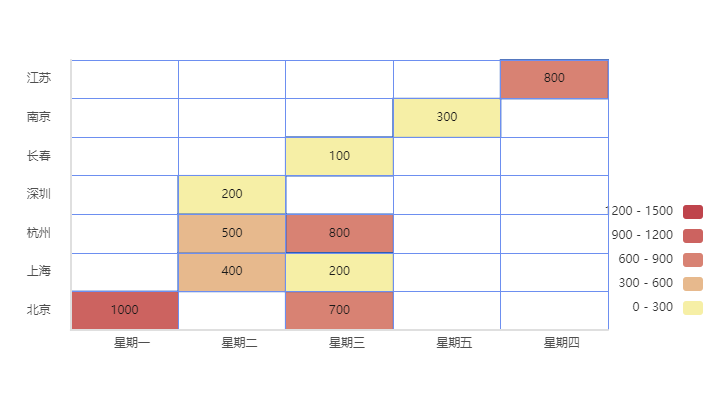 江苏 800
南京 300
长春 100
深圳 200
杭州 500 800
上海 400 200
北京 1000 700
星期一 星期二 星期三 星期五 星期四
1200 - 1500
900 - 1200
600 - 900
300 - 600
0 - 300